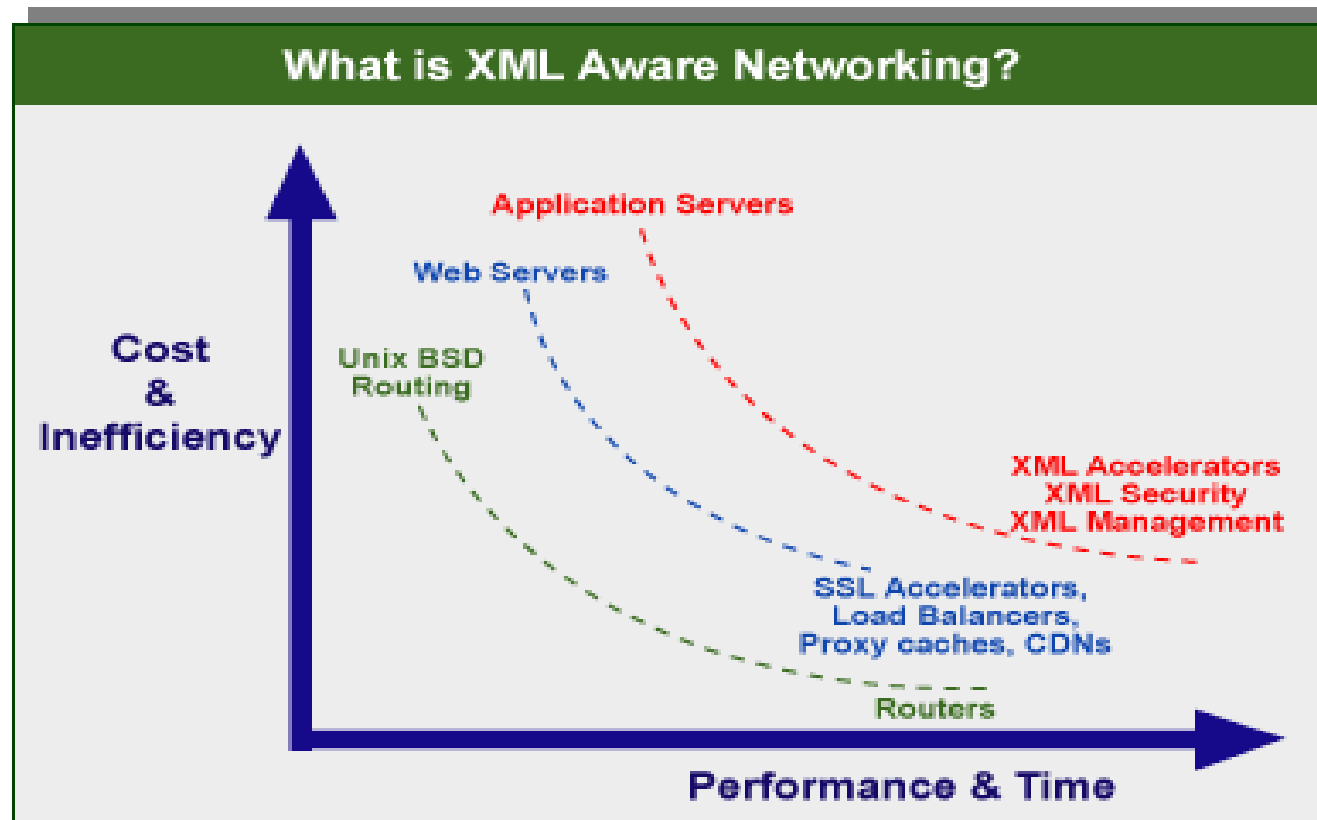 What is XML Aware Networking?
Application Servers
Web Servers
Unix BSD
Routing
Cost
&
Inefficiency
XML Accelerators
XML Security
XML Management
SSL Accelerators,
Load Balancers,
Proxy caches, CDNs
Routers
Performance & Time